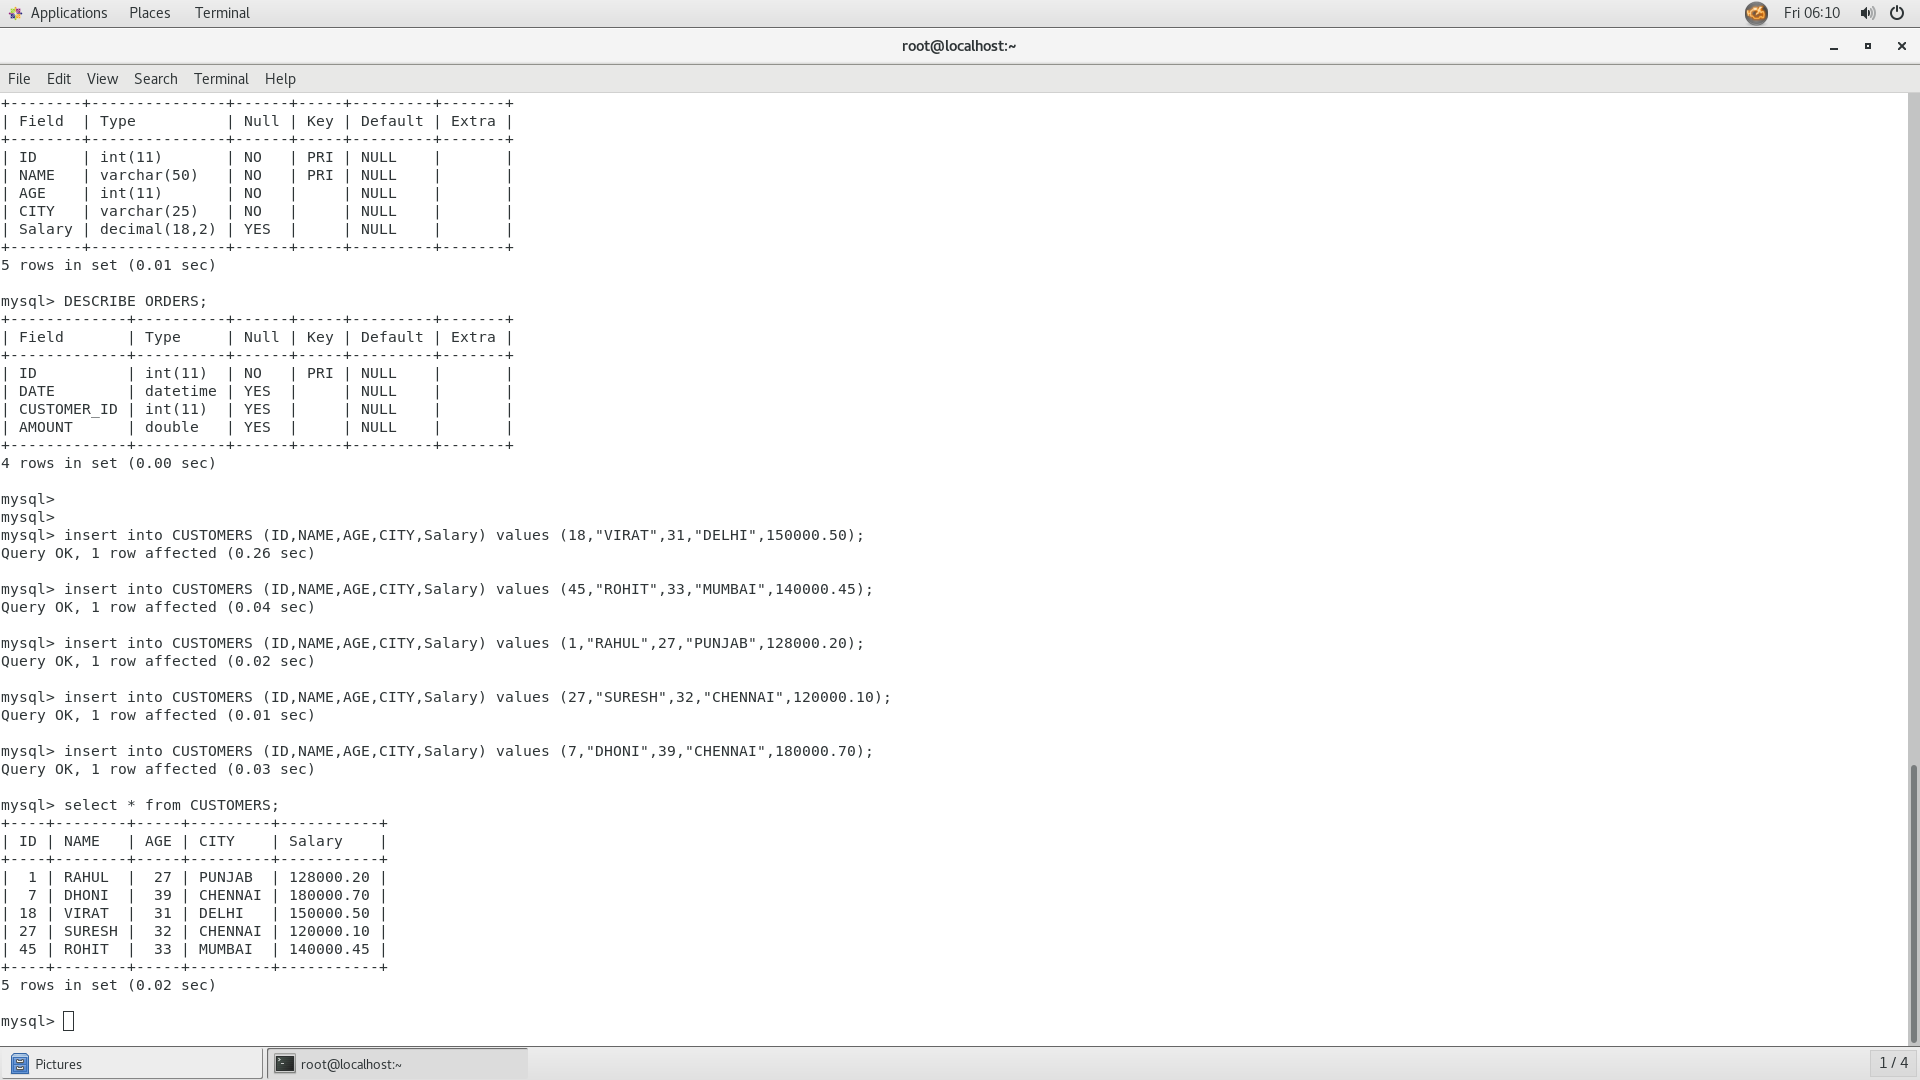 Applications Places Terminal Fri 06:10
root@localhost:~
File Edit View Search Terminal Help
+--------+---------------+------+-----+---------+-------+
| Field  | Type          | Null | Key | Default | Extra |
+--------+---------------+------+-----+---------+-------+
| ID     | int(11)       | NO   | PRI | NULL    |       |
| NAME   | varchar(50)   | NO   | PRI | NULL    |       |
| AGE    | int(11)       | NO   |     | NULL    |       |
| CITY   | varchar(25)   | NO   |     | NULL    |       |
| Salary | decimal(18,2) | YES  |     | NULL    |       |
+--------+---------------+------+-----+---------+-------+
5 rows in set (0.01 sec)

mysql> DESCRIBE ORDERS;
+-------------+----------+------+-----+---------+-------+
| Field       | Type     | Null | Key | Default | Extra |
+-------------+----------+------+-----+---------+-------+
| ID          | int(11)  | NO   | PRI | NULL    |       |
| DATE        | datetime | YES  |     | NULL    |       |
| CUSTOMER_ID | int(11)  | YES  |     | NULL    |       |
| AMOUNT      | double   | YES  |     | NULL    |       |
+-------------+----------+------+-----+---------+-------+
4 rows in set (0.00 sec)

mysql>
mysql>
mysql> insert into CUSTOMERS (ID,NAME,AGE,CITY,Salary) values (18,"VIRAT",31,"DELHI",150000.50);
Query OK, 1 row affected (0.26 sec)

mysql> insert into CUSTOMERS (ID,NAME,AGE,CITY,Salary) values (45,"ROHIT",33,"MUMBAI",140000.45);
Query OK, 1 row affected (0.04 sec)

mysql> insert into CUSTOMERS (ID,NAME,AGE,CITY,Salary) values (1,"RAHUL",27,"PUNJAB",128000.20);
Query OK, 1 row affected (0.02 sec)

mysql> insert into CUSTOMERS (ID,NAME,AGE,CITY,Salary) values (27,"SURESH",32,"CHENNAI",120000.10);
Query OK, 1 row affected (0.01 sec)

mysql> insert into CUSTOMERS (ID,NAME,AGE,CITY,Salary) values (7,"DHONI",39,"CHENNAI",180000.70);
Query OK, 1 row affected (0.03 sec)

mysql> select * from CUSTOMERS;
+----+--------+-----+---------+-----------+
| ID | NAME   | AGE | CITY    | Salary    |
+----+--------+-----+---------+-----------+
|  1 | RAHUL  |  27 | PUNJAB  | 128000.20 |
|  7 | DHONI  |  39 | CHENNAI | 180000.70 |
| 18 | VIRAT  |  31 | DELHI   | 150000.50 |
| 27 | SURESH |  32 | CHENNAI | 120000.10 |
| 45 | ROHIT  |  33 | MUMBAI  | 140000.45 |
+----+--------+-----+---------+-----------+
5 rows in set (0.02 sec)

mysql>
Pictures root@localhost:~ 1 / 4